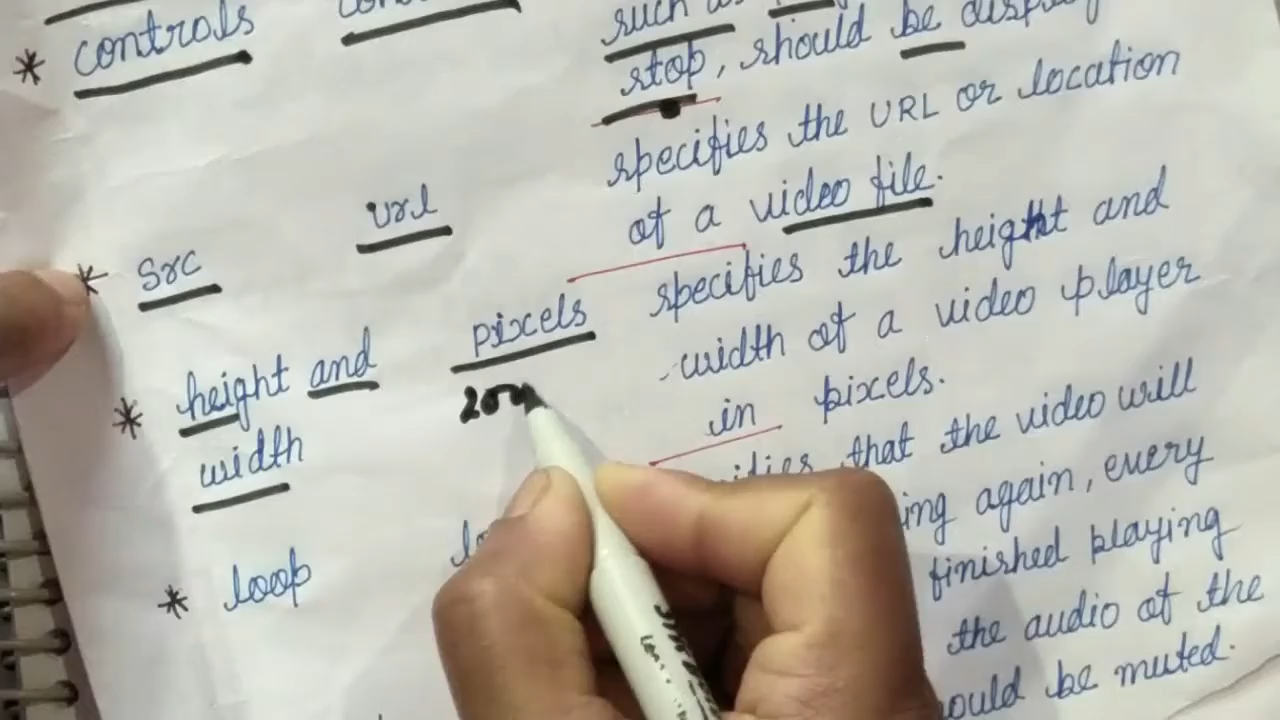 such as
* controls
stop, should be
specifies the URL or location
of a video file.
* src url
specifies the height and
width of a video player
in pixels.
* height and pixels
width
that the video will
again, every
* loop
finished playing
the audio of the
be muted.